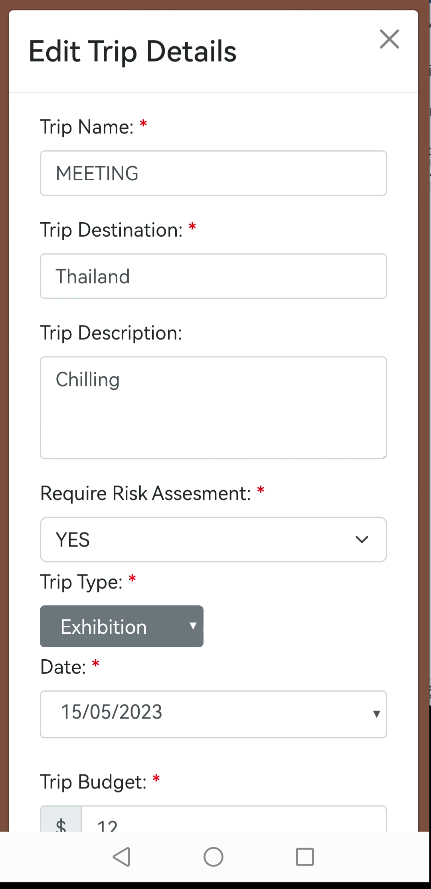 Edit Trip Details
Trip Name: *
MEETING
Trip Destination: *
Thailand
Trip Description:
Chilling
Require Risk Assesment: *
YES
Trip Type: *
Exhibition
Date: *
15/05/2023
Trip Budget: *
$ 12